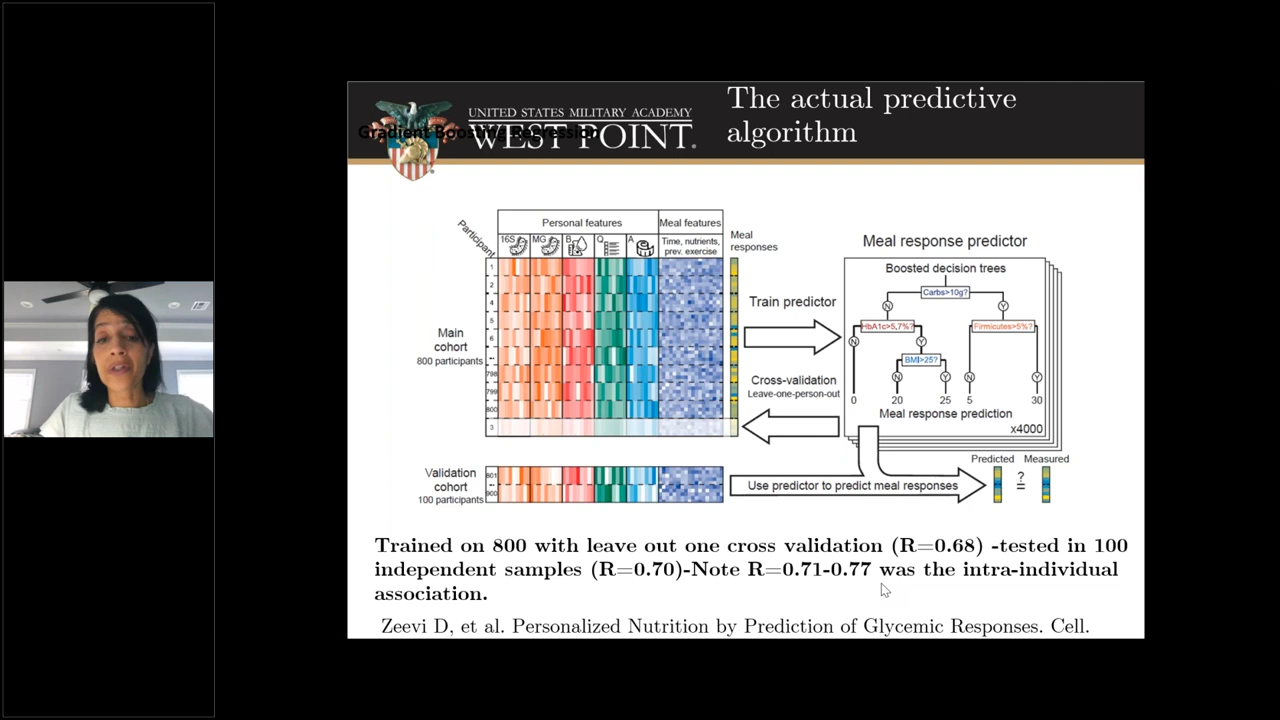 UNITED STATES MILITARY ACADEMY
WEST POINT.
Gradient Boosting Regression
The actual predictive
algorithm
Participant
Personal features
Meal features
16S
MG
B
Q
A
Time, nutrients,
prev. exercise
Meal
responses
1
2
4
5
6
...
798
799
800
3
Main
cohort
800 participants
Train predictor
Cross-validation
Leave-one-person-out
Meal response predictor
Boosted decision trees
Carbs>10g?
N
Y
HbA1c>5.7%?
Firmicutes>5%?
N
Y
BMI>25?
N
Y
N
Y
0
20
25
5
30
Meal response prediction
x4000
Validation
cohort
100 participants
801
...
900
Use predictor to predict meal responses
Predicted
Measured
?
=
Trained on 800 with leave out one cross validation (R=0.68) -tested in 100
independent samples (R=0.70)-Note R=0.71-0.77 was the intra-individual
association.
Zeevi D, et al. Personalized Nutrition by Prediction of Glycemic Responses. Cell.